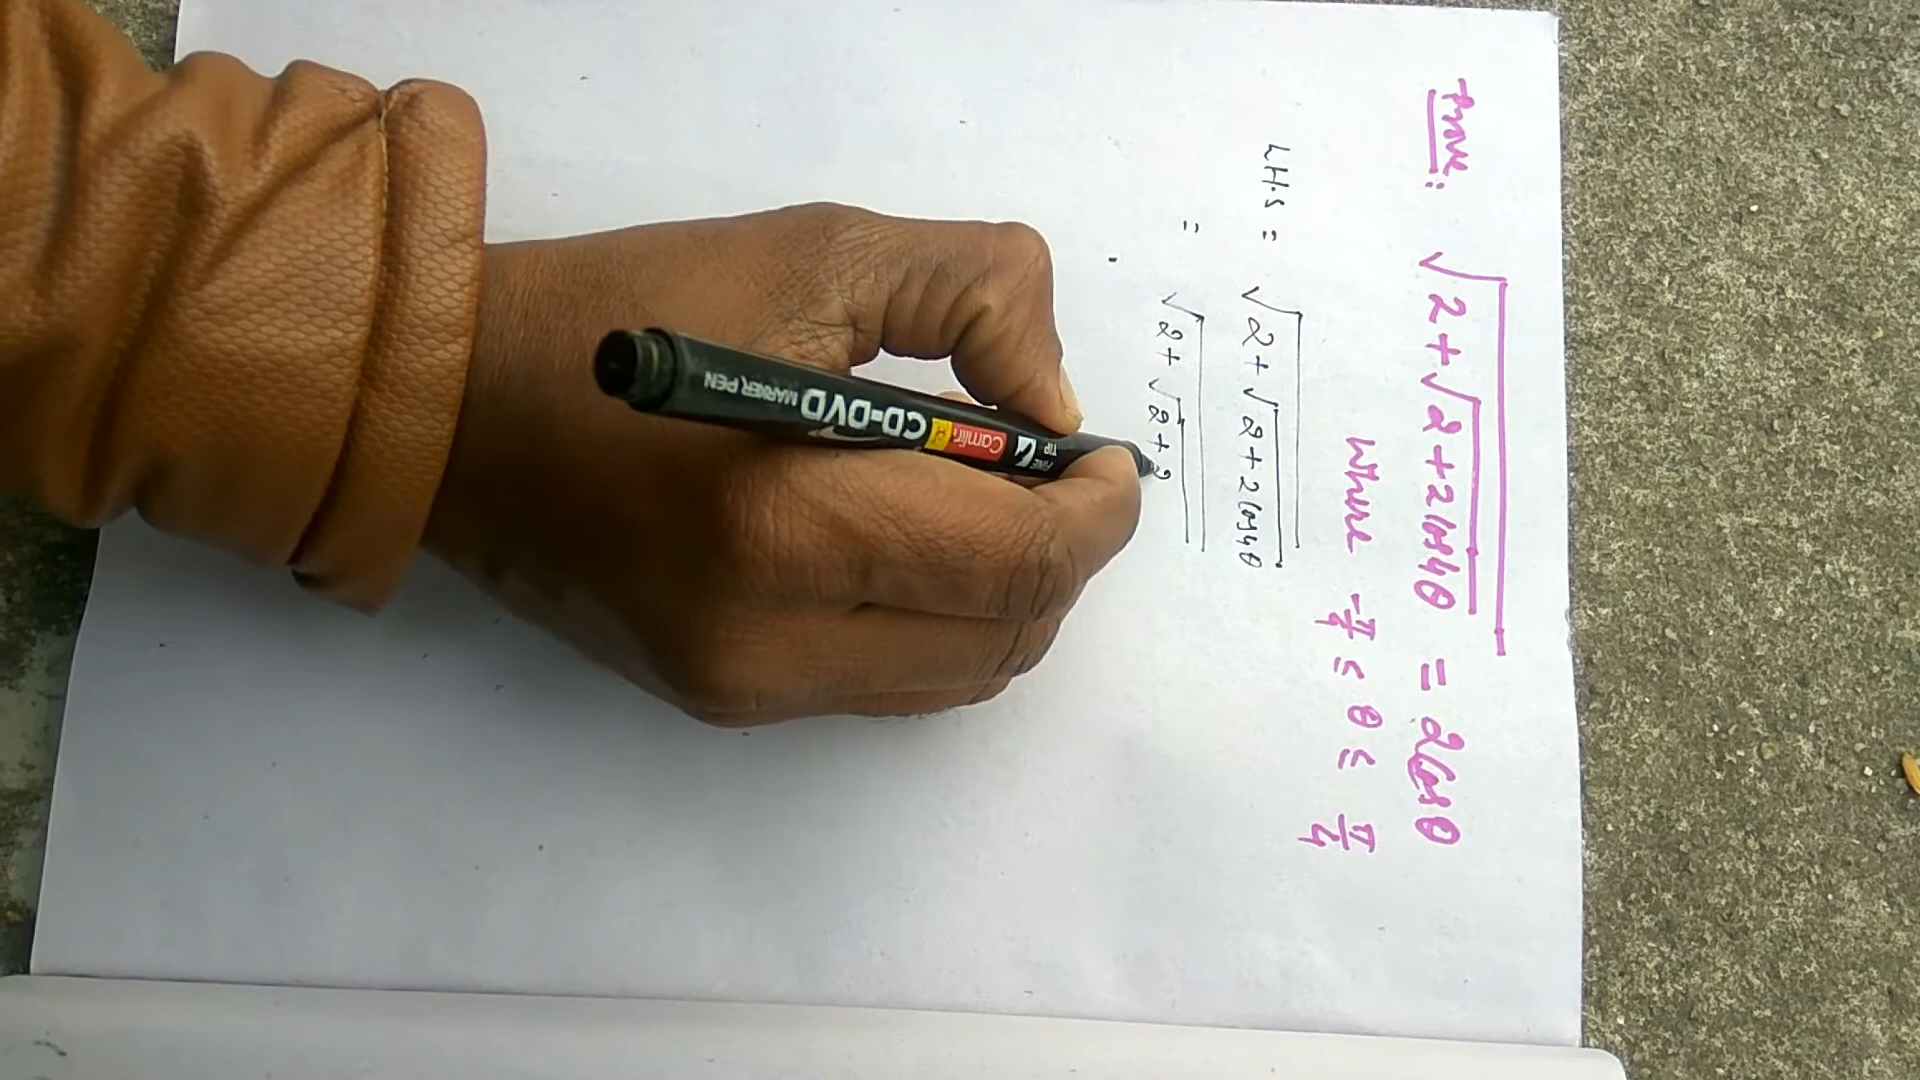 Prove: √2+√2+2Cos4θ = 2Cosθ
Where -π/4 ≤ θ ≤ π/4
L.H.S = √2+√2+2Cos4θ
= √2+√2+2
Camlin
FINE TIP
CD-DVD MARKER PEN